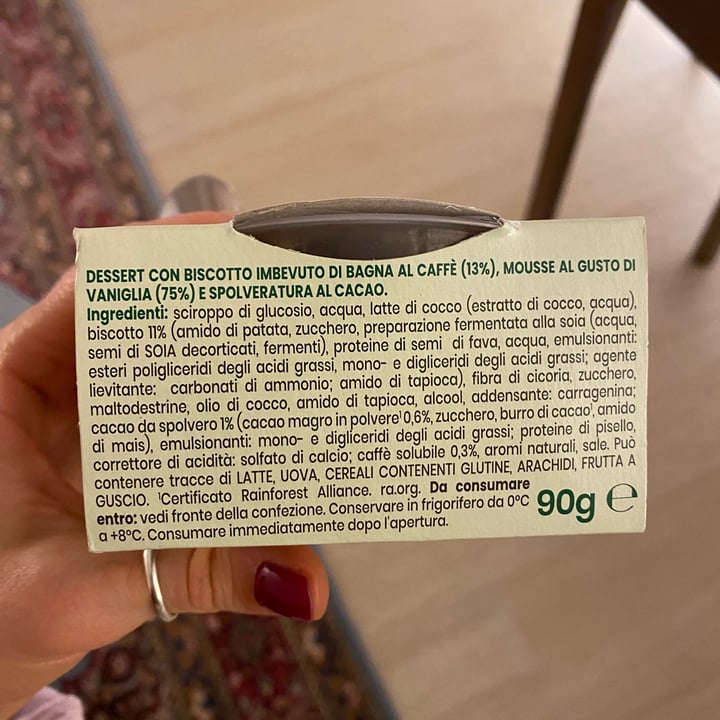 DESSERT CON BISCOTTO IMBEVUTO DI BAGNA AL CAFFÈ (13%), MOUSSE AL GUSTO DI
VANIGLIA (75%) E SPOLVERATURA AL CACAO.
Ingredienti: sciroppo di glucosio, acqua, latte di cocco (estratto di cocco, acqua),
biscotto 11% (amido di patata, zucchero, preparazione fermentata alla soia (acqua,
semi di SOIA decorticati, fermenti), proteine di semi di fava, acqua, emulsionanti:
esteri poligliceridi degli acidi grassi, mono- e digliceridi degli acidi grassi; agente
lievitante: carbonati di ammonio; amido di tapioca), fibra di cicoria, zucchero,
maltodestrine, olio di cocco, amido di tapioca, alcool, addensante: carragenina;
cacao da spolvero 1% (cacao magro in polvere¹ 0,6%, zucchero, burro di cacao¹, amido
di mais), emulsionanti: mono- e digliceridi degli acidi grassi; proteine di pisello,
correttore di acidità: solfato di calcio; caffè solubile 0,3%, aromi naturali, sale. Può
contenere tracce di LATTE, UOVA, CEREALI CONTENENTI GLUTINE, ARACHIDI, FRUTTA A
GUSCIO. ¹Certificato Rainforest Alliance. ra.org. Da consumare
entro: vedi fronte della confezione. Conservare in frigorifero da 0°C
a +8°C. Consumare immediatamente dopo l'apertura.
90g ℮